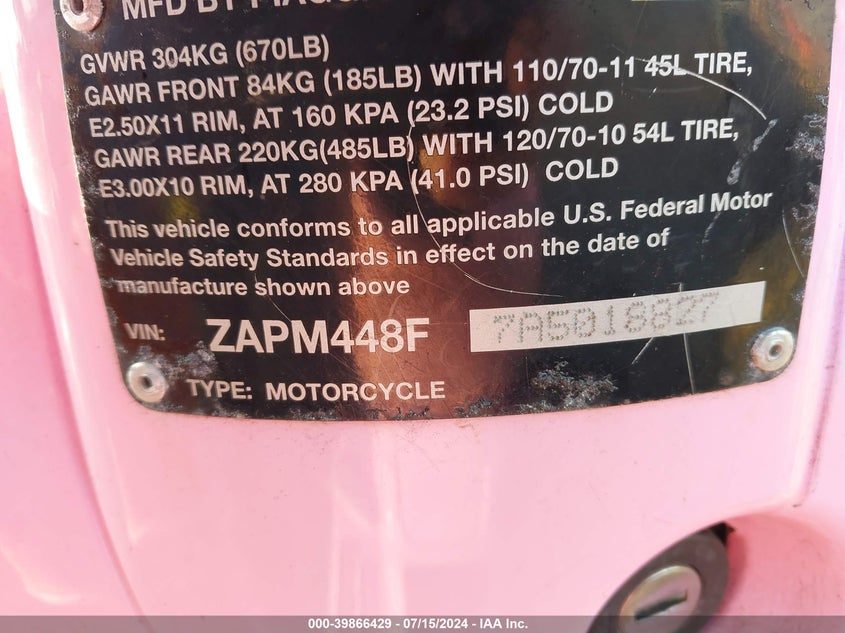 MFD BY PIAGG
GVWR 304KG (670LB)
GAWR FRONT 84KG (185LB) WITH 110/70-11 45L TIRE,
E2.50X11 RIM, AT 160 KPA (23.2 PSI) COLD
GAWR REAR 220KG(485LB) WITH 120/70-10 54L TIRE,
E3.00X10 RIM, AT 280 KPA (41.0 PSI) COLD
This vehicle conforms to all applicable U.S. Federal Motor
Vehicle Safety Standards in effect on the date of
manufacture shown above
VIN: ZAPM448F 7A5018827
TYPE: MOTORCYCLE
000-39866429 - 07/15/2024 - IAA Inc.